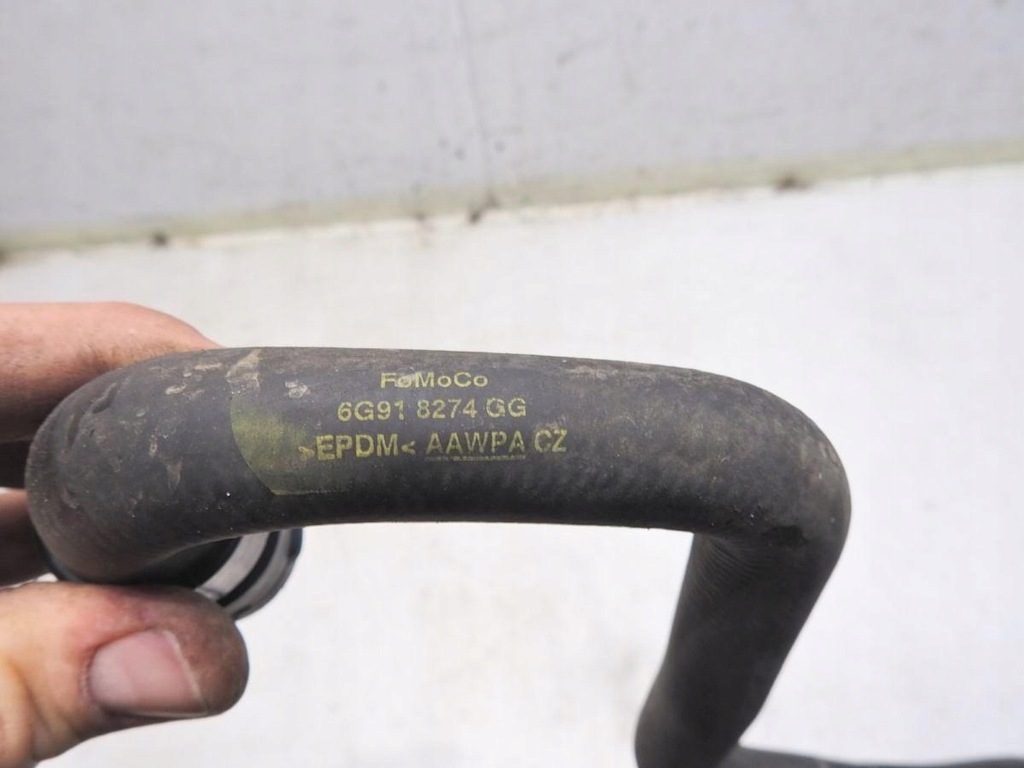 FoMoCo
6G91 8274 GG
>EPDM< AAWPA CZ